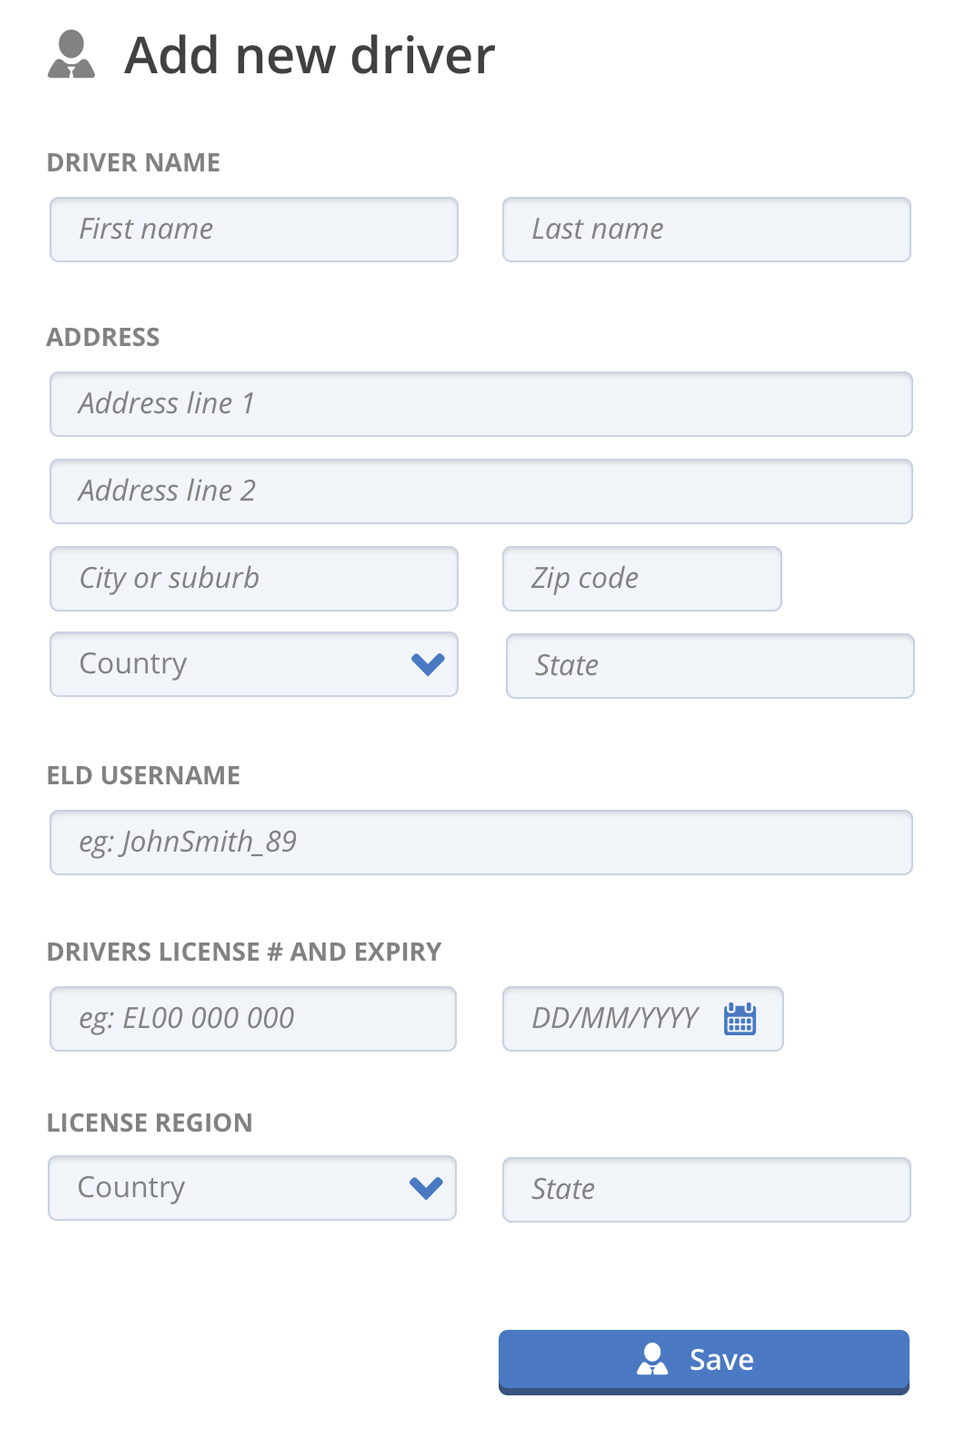 Add new driver
DRIVER NAME
First name Last name
ADDRESS
Address line 1
Address line 2
City or suburb Zip code
Country State
ELD USERNAME
eg: JohnSmith_89
DRIVERS LICENSE # AND EXPIRY
eg: EL00 000 000 DD/MM/YYYY
LICENSE REGION
Country State
Save